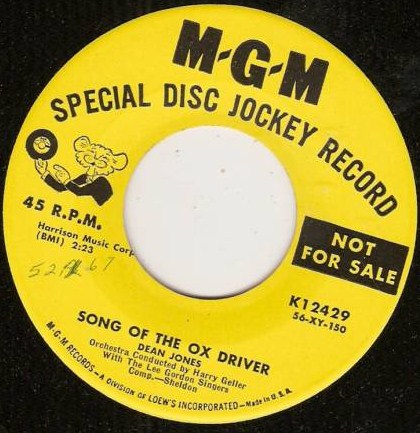 M-G-M
SPECIAL DISC JOCKEY RECORD
45 R.P.M.
Harrison Music Corp
(BMI) 2:23
NOT
FOR SALE
K12429
56-XY-150
SONG OF THE OX DRIVER
DEAN JONES
Orchestra Conducted by Harry Geller
With The Lee Gordon Singers
Comp.—Sheldon
M-G-M RECORDS—A DIVISION OF LOEW'S INCORPORATED—Made in U.S.A.